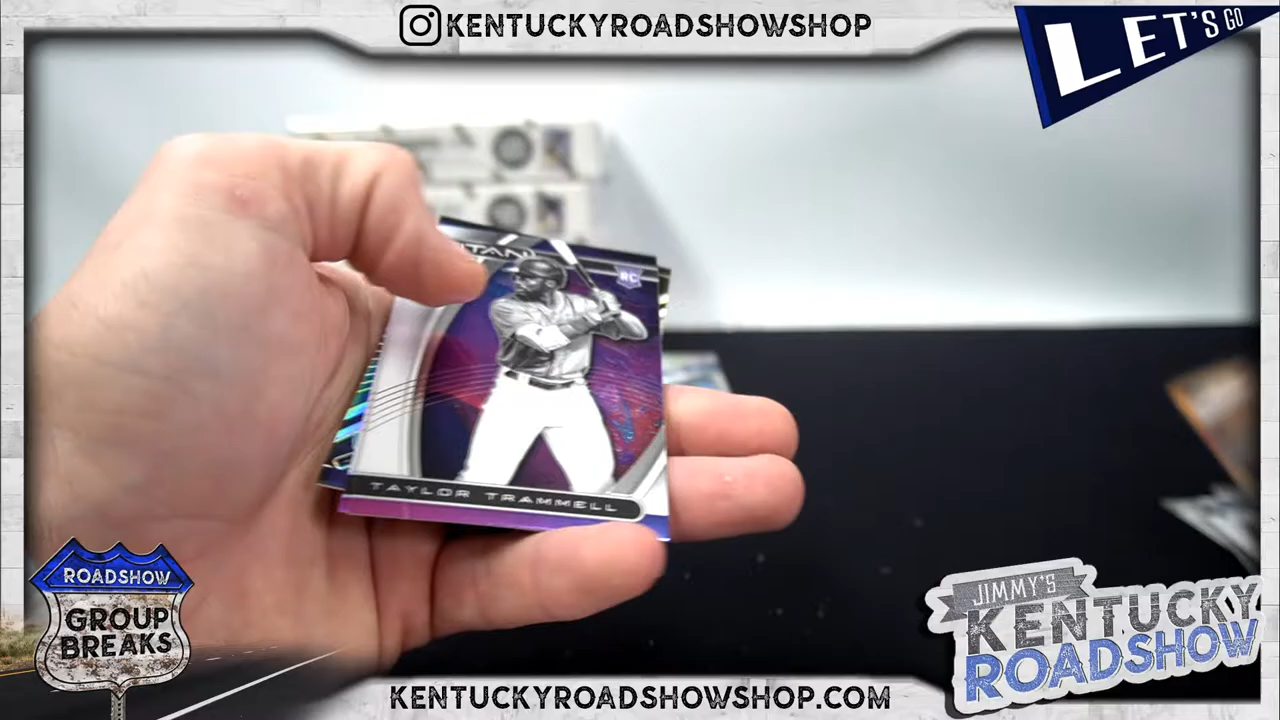 KENTUCKYROADSHOWSHOP
LET'S GO
RC
TAYLOR TRAMMELL
ROADSHOW
GROUP
BREAKS
JIMMY'S
KENTUCKY
ROADSHOW
KENTUCKYROADSHOWSHOP.COM